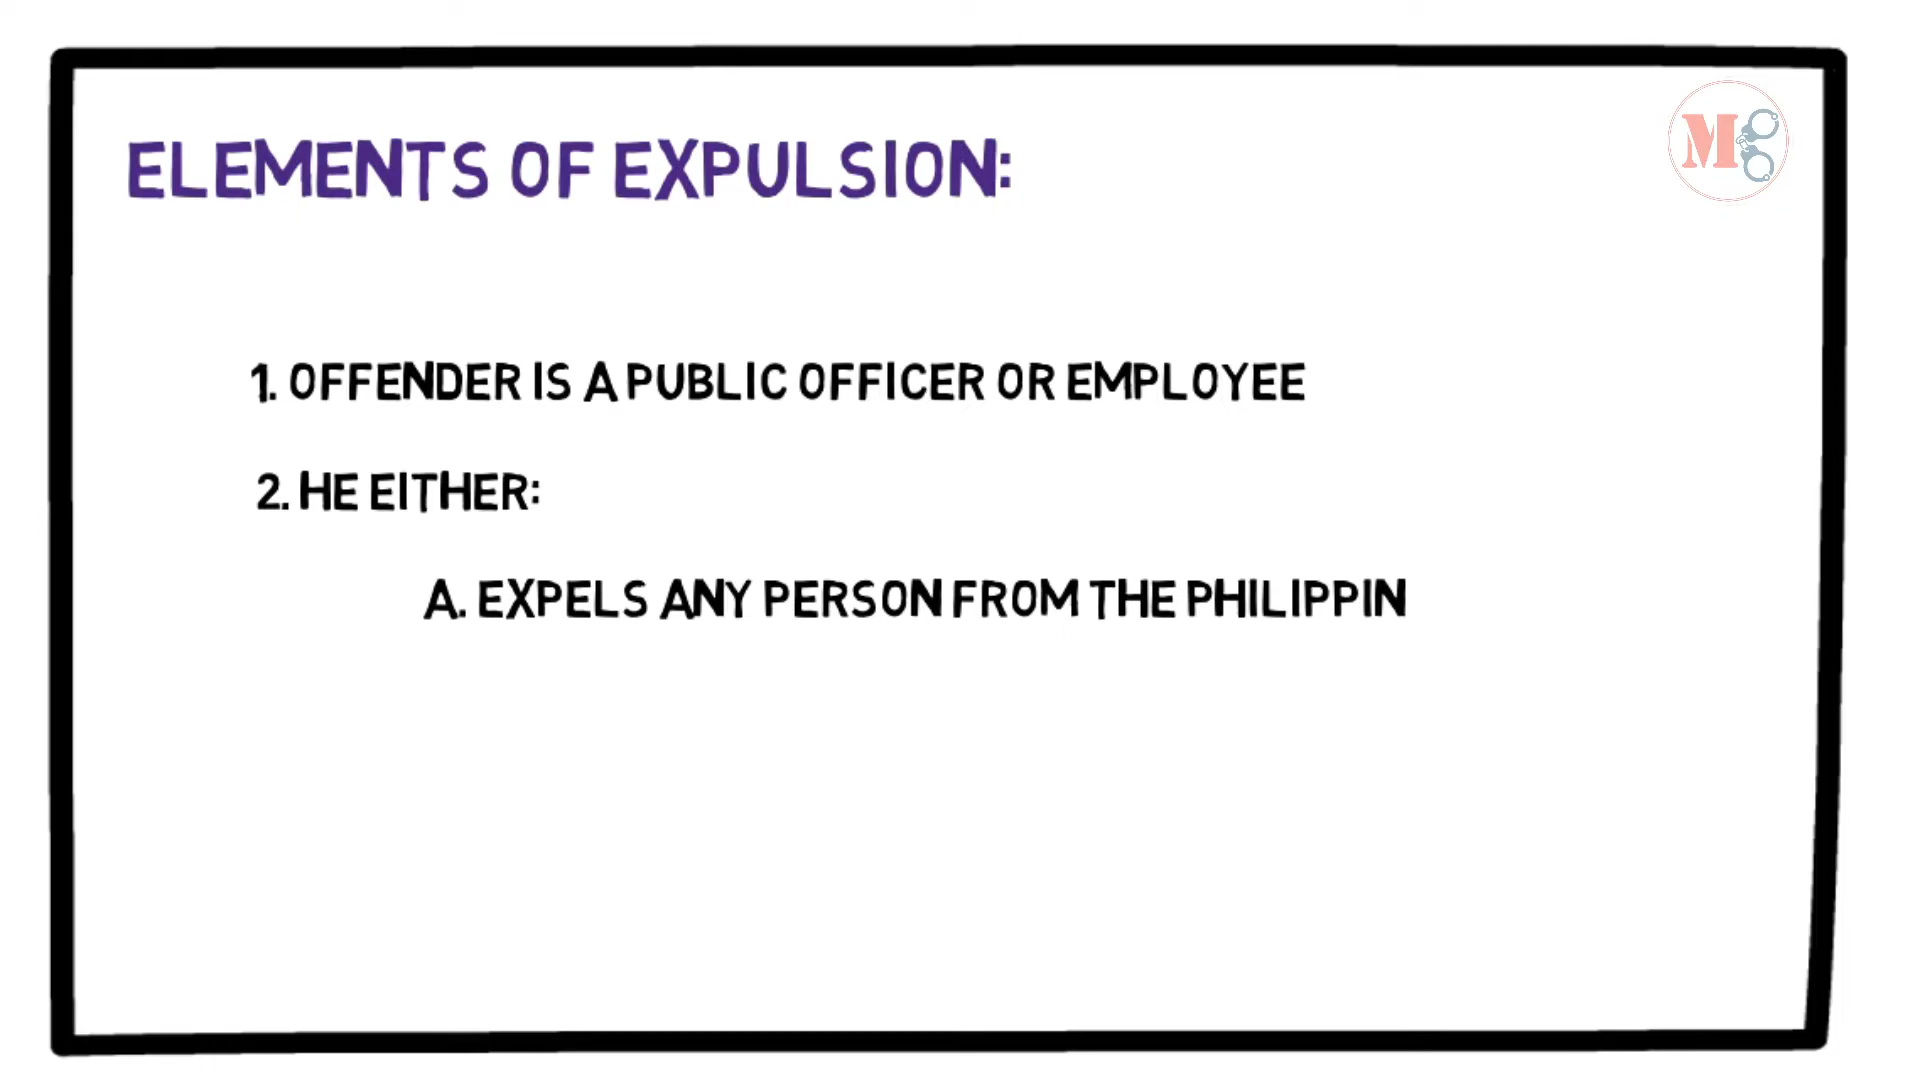 M
ELEMENTS OF EXPULSION:
1. OFFENDER IS A PUBLIC OFFICER OR EMPLOYEE
2. HE EITHER:
A. EXPELS ANY PERSON FROM THE PHILIPPIN